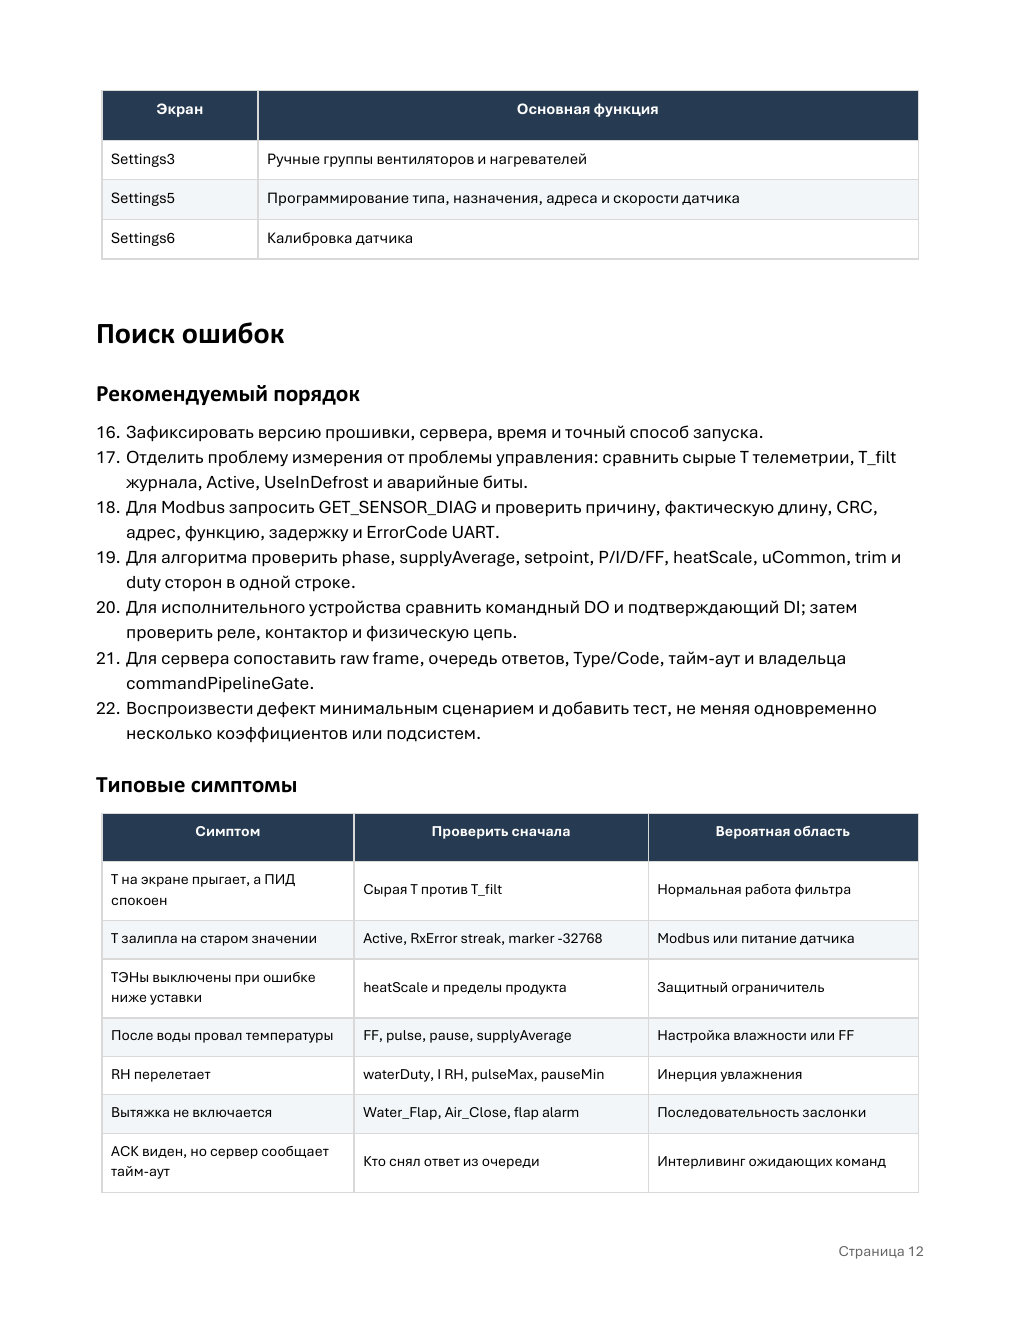 Экран Основная функция
Settings3 Ручные группы вентиляторов и нагревателей
Settings5 Программирование типа, назначения, адреса и скорости датчика
Settings6 Калибровка датчика
Поиск ошибок
Рекомендуемый порядок
16. Зафиксировать версию прошивки, сервера, время и точный способ запуска.
17. Отделить проблему измерения от проблемы управления: сравнить сырые T телеметрии, T_filt
журнала, Active, UseInDefrost и аварийные биты.
18. Для Modbus запросить GET_SENSOR_DIAG и проверить причину, фактическую длину, CRC,
адрес, функцию, задержку и ErrorCode UART.
19. Для алгоритма проверить phase, supplyAverage, setpoint, P/I/D/FF, heatScale, uCommon, trim и
duty сторон в одной строке.
20. Для исполнительного устройства сравнить командный DO и подтверждающий DI; затем
проверить реле, контактор и физическую цепь.
21. Для сервера сопоставить raw frame, очередь ответов, Type/Code, тайм-аут и владельца
commandPipelineGate.
22. Воспроизвести дефект минимальным сценарием и добавить тест, не меняя одновременно
несколько коэффициентов или подсистем.
Типовые симптомы
Симптом Проверить сначала Вероятная область
T на экране прыгает, а ПИД
спокоен
Сырая T против T_filt
Нормальная работа фильтра
T залипла на старом значении Active, RxError streak, marker -32768 Modbus или питание датчика
ТЭНы выключены при ошибке
ниже уставки
heatScale и пределы продукта
Защитный ограничитель
После воды провал температуры FF, pulse, pause, supplyAverage Настройка влажности или FF
RH перелетает waterDuty, I RH, pulseMax, pauseMin Инерция увлажнения
Вытяжка не включается Water_Flap, Air_Close, flap alarm Последовательность заслонки
ACK виден, но сервер сообщает
тайм-аут
Кто снял ответ из очереди
Интерливинг ожидающих команд
Страница 12